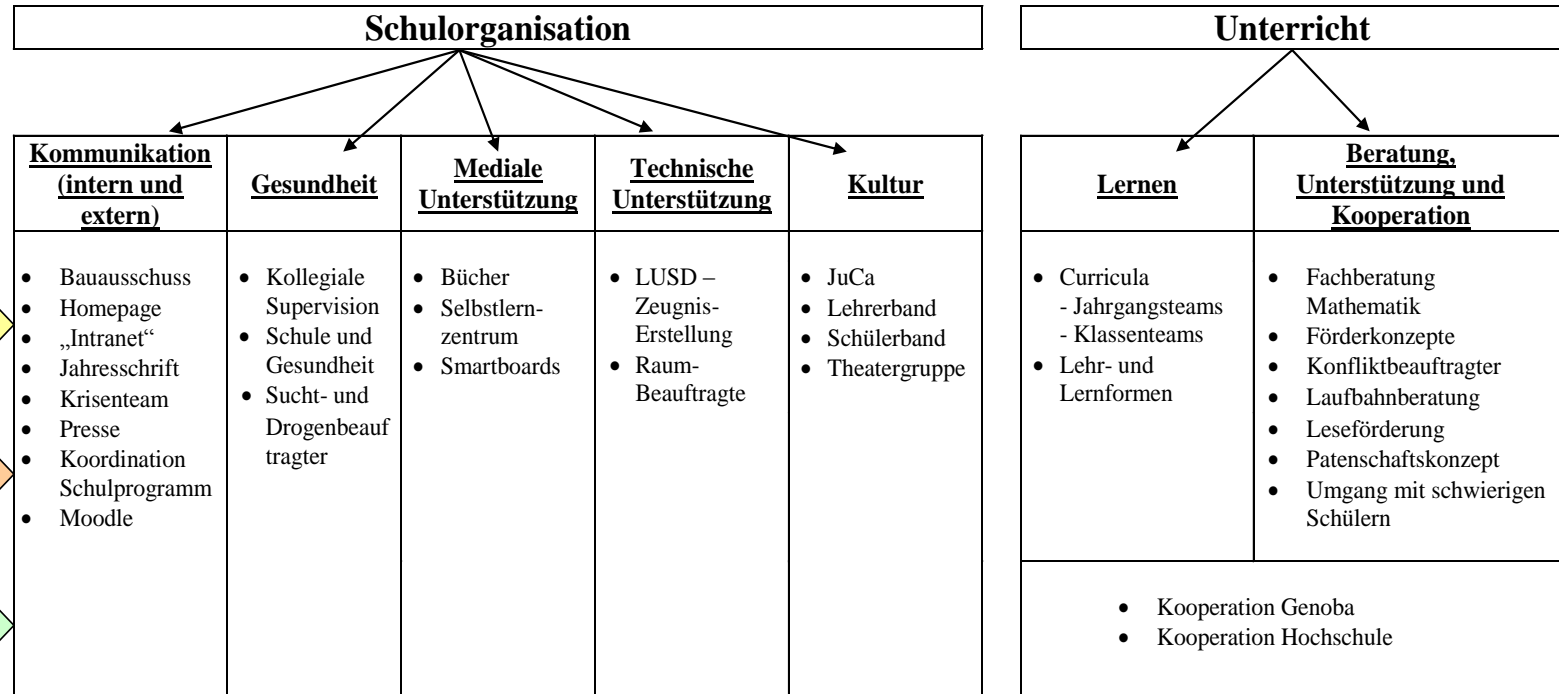 Schulorganisation
Unterricht
Kommunikation
(intern und
extern)
Gesundheit
Mediale
Unterstützung
Technische
Unterstützung
Kultur
Lernen
Beratung,
Unterstützung und
Kooperation
• Bauausschuss
• Homepage
• „Intranet“
• Jahresschrift
• Krisenteam
• Presse
• Koordination
Schulprogramm
• Moodle
• Kollegiale
Supervision
• Schule und
Gesundheit
• Sucht- und
Drogenbeauf
tragter
• Bücher
• Selbstlern-
zentrum
• Smartboards
• LUSD –
Zeugnis-
Erstellung
• Raum-
Beauftragte
• JuCa
• Lehrerband
• Schülerband
• Theatergruppe
• Curricula
- Jahrgangsteams
- Klassenteams
• Lehr- und
Lernformen
• Fachberatung
Mathematik
• Förderkonzepte
• Konfliktbeauftragter
• Laufbahnberatung
• Leseförderung
• Patenschaftskonzept
• Umgang mit schwierigen
Schülern
• Kooperation Genoba
• Kooperation Hochschule